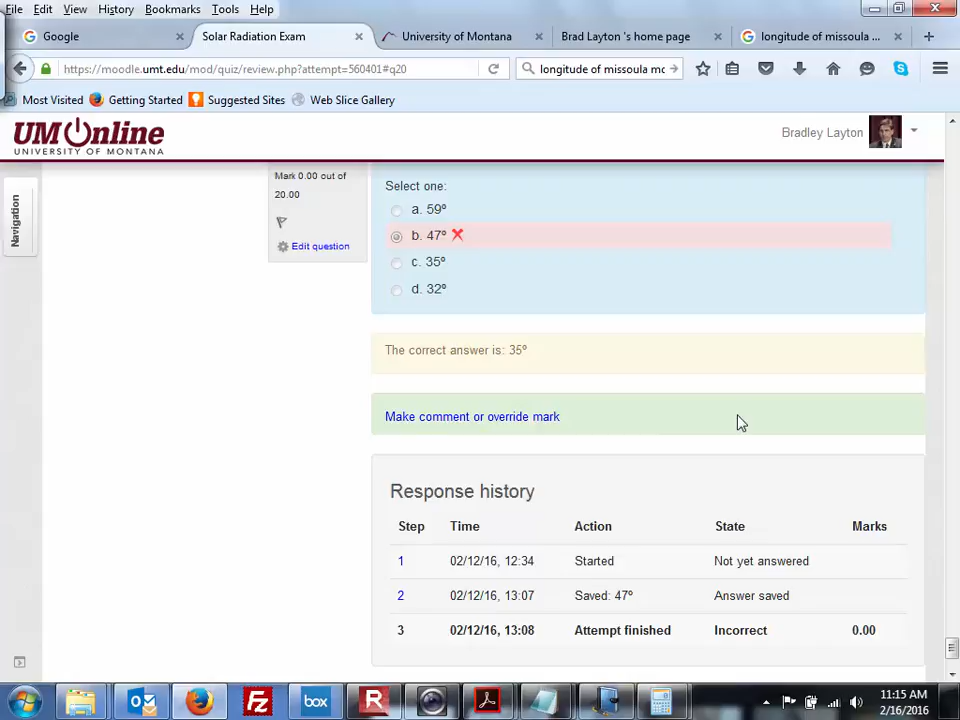 File Edit View History Bookmarks Tools Help
Google Solar Radiation Exam University of Montana Brad Layton 's home page longitude of missoula ...
https://moodle.umt.edu/mod/quiz/review.php?attempt=560401#q20 longitude of missoula mc
Most Visited Getting Started Suggested Sites Web Slice Gallery
UMOnline
UNIVERSITY OF MONTANA
Bradley Layton
Navigation
Mark 0.00 out of
20.00
Edit question
Select one:
a. 59º
b. 47º
c. 35º
d. 32º
The correct answer is: 35º
Make comment or override mark
Response history
Step Time Action State Marks
1 02/12/16, 12:34 Started Not yet answered
2 02/12/16, 13:07 Saved: 47º Answer saved
3 02/12/16, 13:08 Attempt finished Incorrect 0.00
box
11:15 AM
2/16/2016